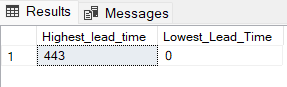 Results Messages
Highest_lead_time Lowest_Lead_Time
1 443 0